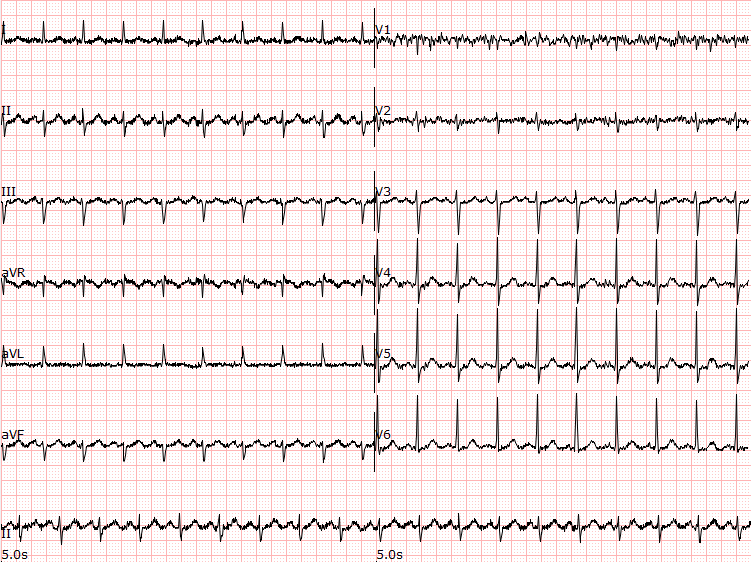 I V1
II V2
III V3
aVR V4
aVL V5
aVF V6
II
5.0s 5.0s